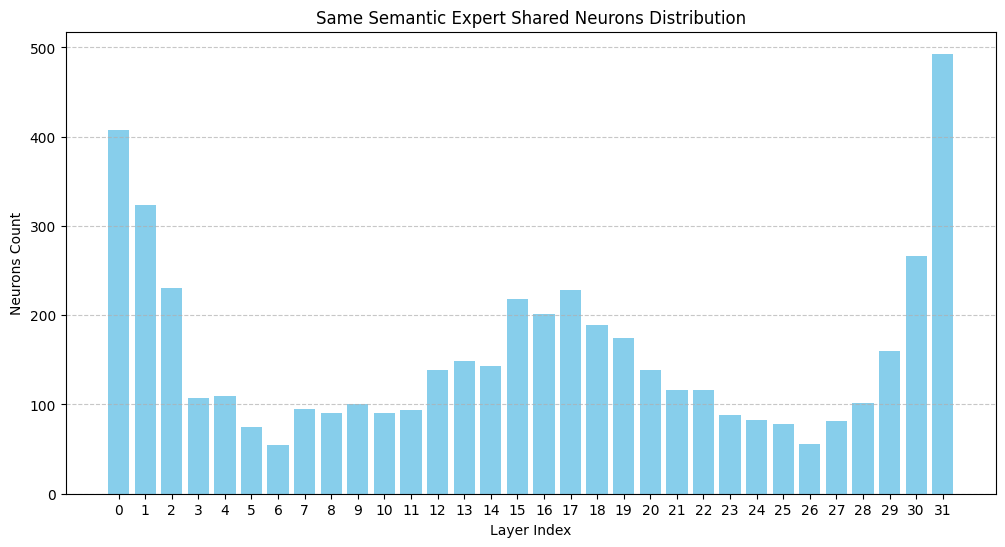 Same Semantic Expert Shared Neurons Distribution
Neurons Count
500
400
300
200
100
0
0 1 2 3 4 5 6 7 8 9 10 11 12 13 14 15 16 17 18 19 20 21 22 23 24 25 26 27 28 29 30 31
Layer Index